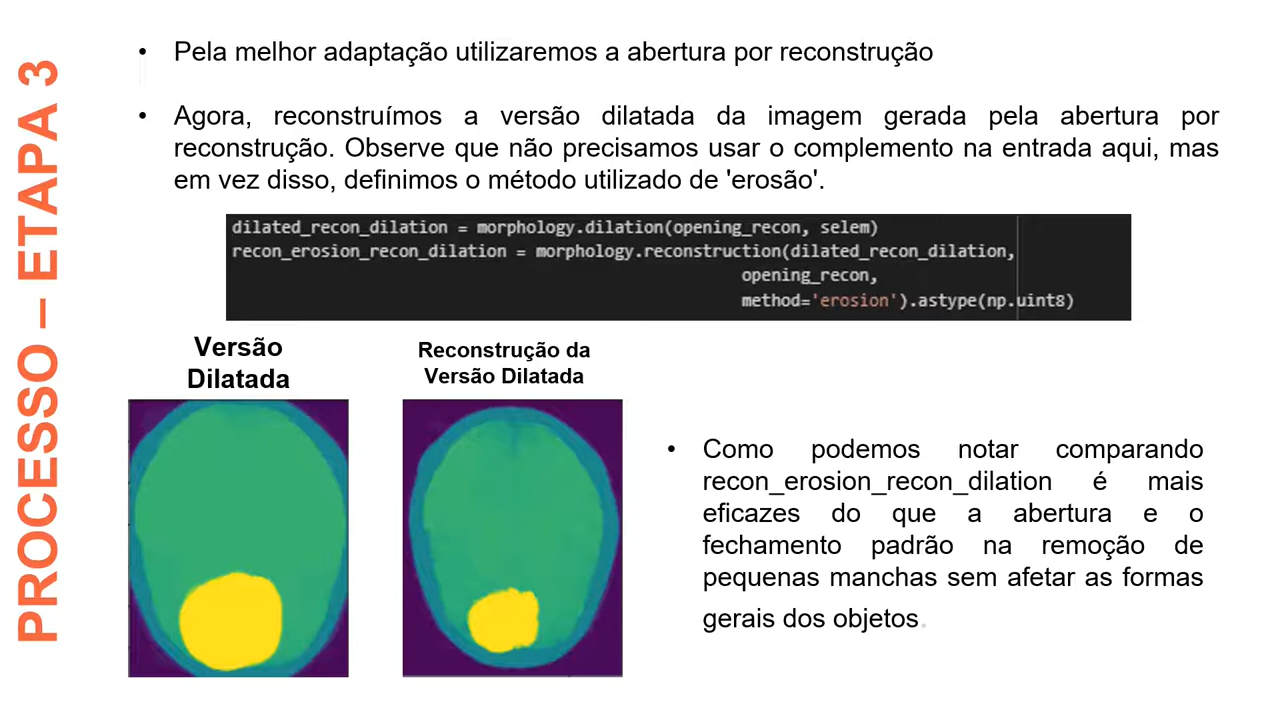 PROCESSO – ETAPA 3
• Pela melhor adaptação utilizaremos a abertura por reconstrução
• Agora, reconstruímos a versão dilatada da imagem gerada pela abertura por
reconstrução. Observe que não precisamos usar o complemento na entrada aqui, mas
em vez disso, definimos o método utilizado de 'erosão'.
dilated_recon_dilation = morphology.dilation(opening_recon, selem)
recon_erosion_recon_dilation = morphology.reconstruction(dilated_recon_dilation,
opening_recon,
method='erosion').astype(np.uint8)
Versão
Dilatada
Reconstrução da
Versão Dilatada
• Como podemos notar comparando
recon_erosion_recon_dilation é mais
eficazes do que a abertura e o
fechamento padrão na remoção de
pequenas manchas sem afetar as formas
gerais dos objetos.